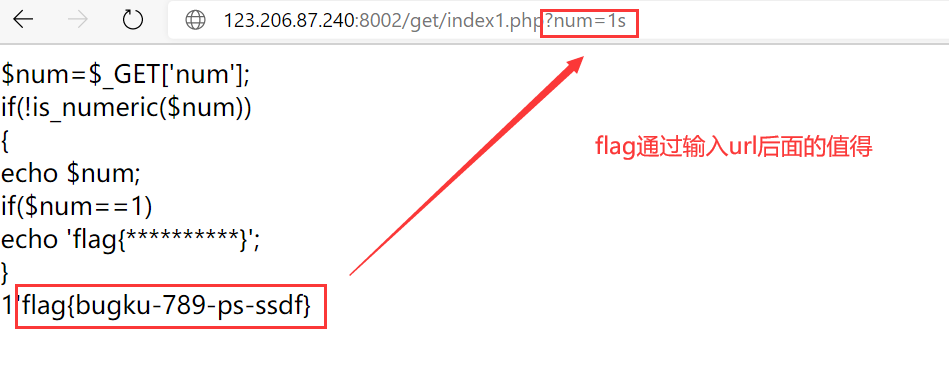 123.206.87.240:8002/get/index1.php?num=1s
$num=$_GET['num'];
if(!is_numeric($num))
{
echo $num;
if($num==1)
echo 'flag{**********}';
}
1'flag{bugku-789-ps-ssdf}
flag通过输入url后面的值得